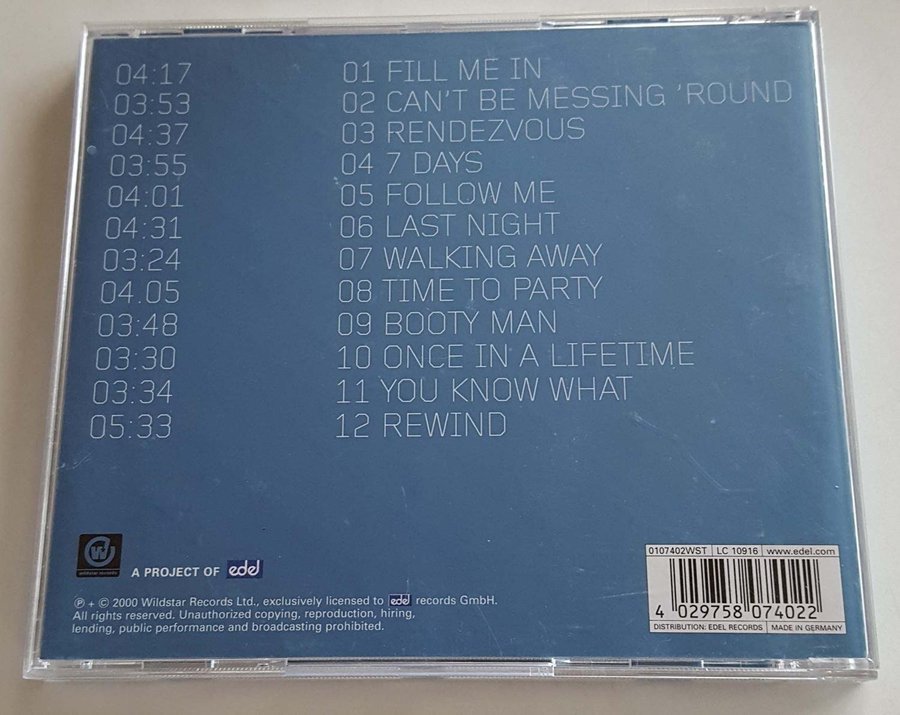 04:17 01 FILL ME IN
03:53 02 CAN'T BE MESSING 'ROUND
04:37 03 RENDEZVOUS
03:55 04 7 DAYS
04:01 05 FOLLOW ME
04:31 06 LAST NIGHT
03:24 07 WALKING AWAY
04.05 08 TIME TO PARTY
03:48 09 BOOTY MAN
03:30 10 ONCE IN A LIFETIME
03:34 11 YOU KNOW WHAT
05:33 12 REWIND
W
wildstar records
A PROJECT OF edel
℗ + © 2000 Wildstar Records Ltd., exclusively licensed to edel records GmbH.
All rights reserved. Unauthorized copying, reproduction, hiring,
lending, public performance and broadcasting prohibited.
0107402WST LC 10916 www.edel.com
4 029758 074022
DISTRIBUTION: EDEL RECORDS MADE IN GERMANY